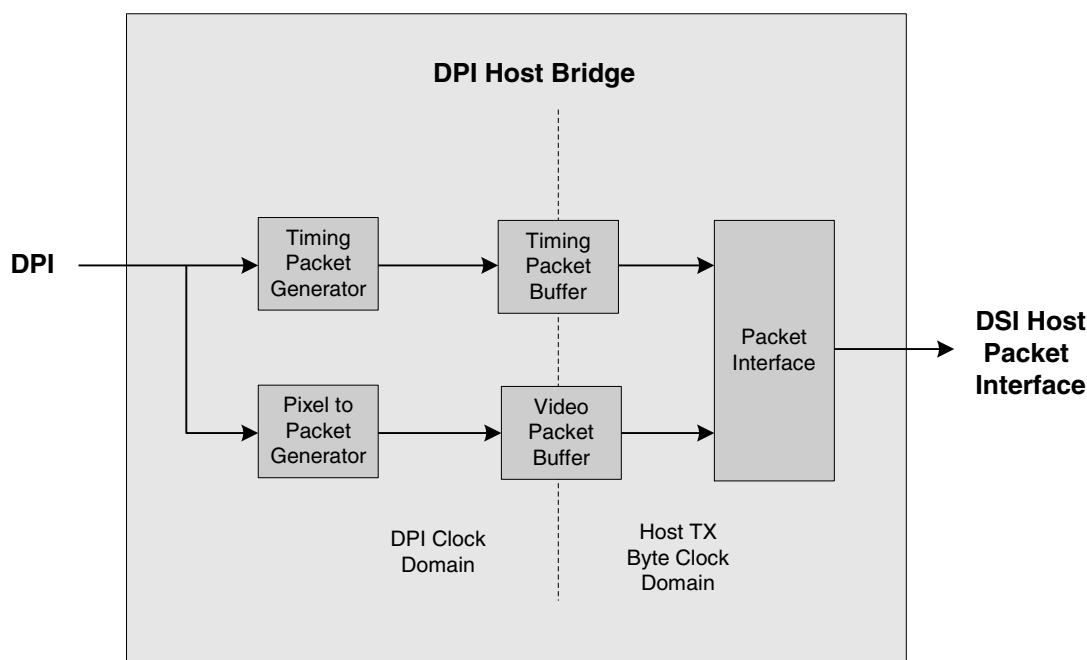 DPI Host Bridge
DPI
Timing
Packet
Generator
Timing
Packet
Buffer
Packet
Interface
DSI Host
Packet
Interface
Pixel to
Packet
Generator
Video
Packet
Buffer
DPI Clock
Domain
Host TX
Byte Clock
Domain